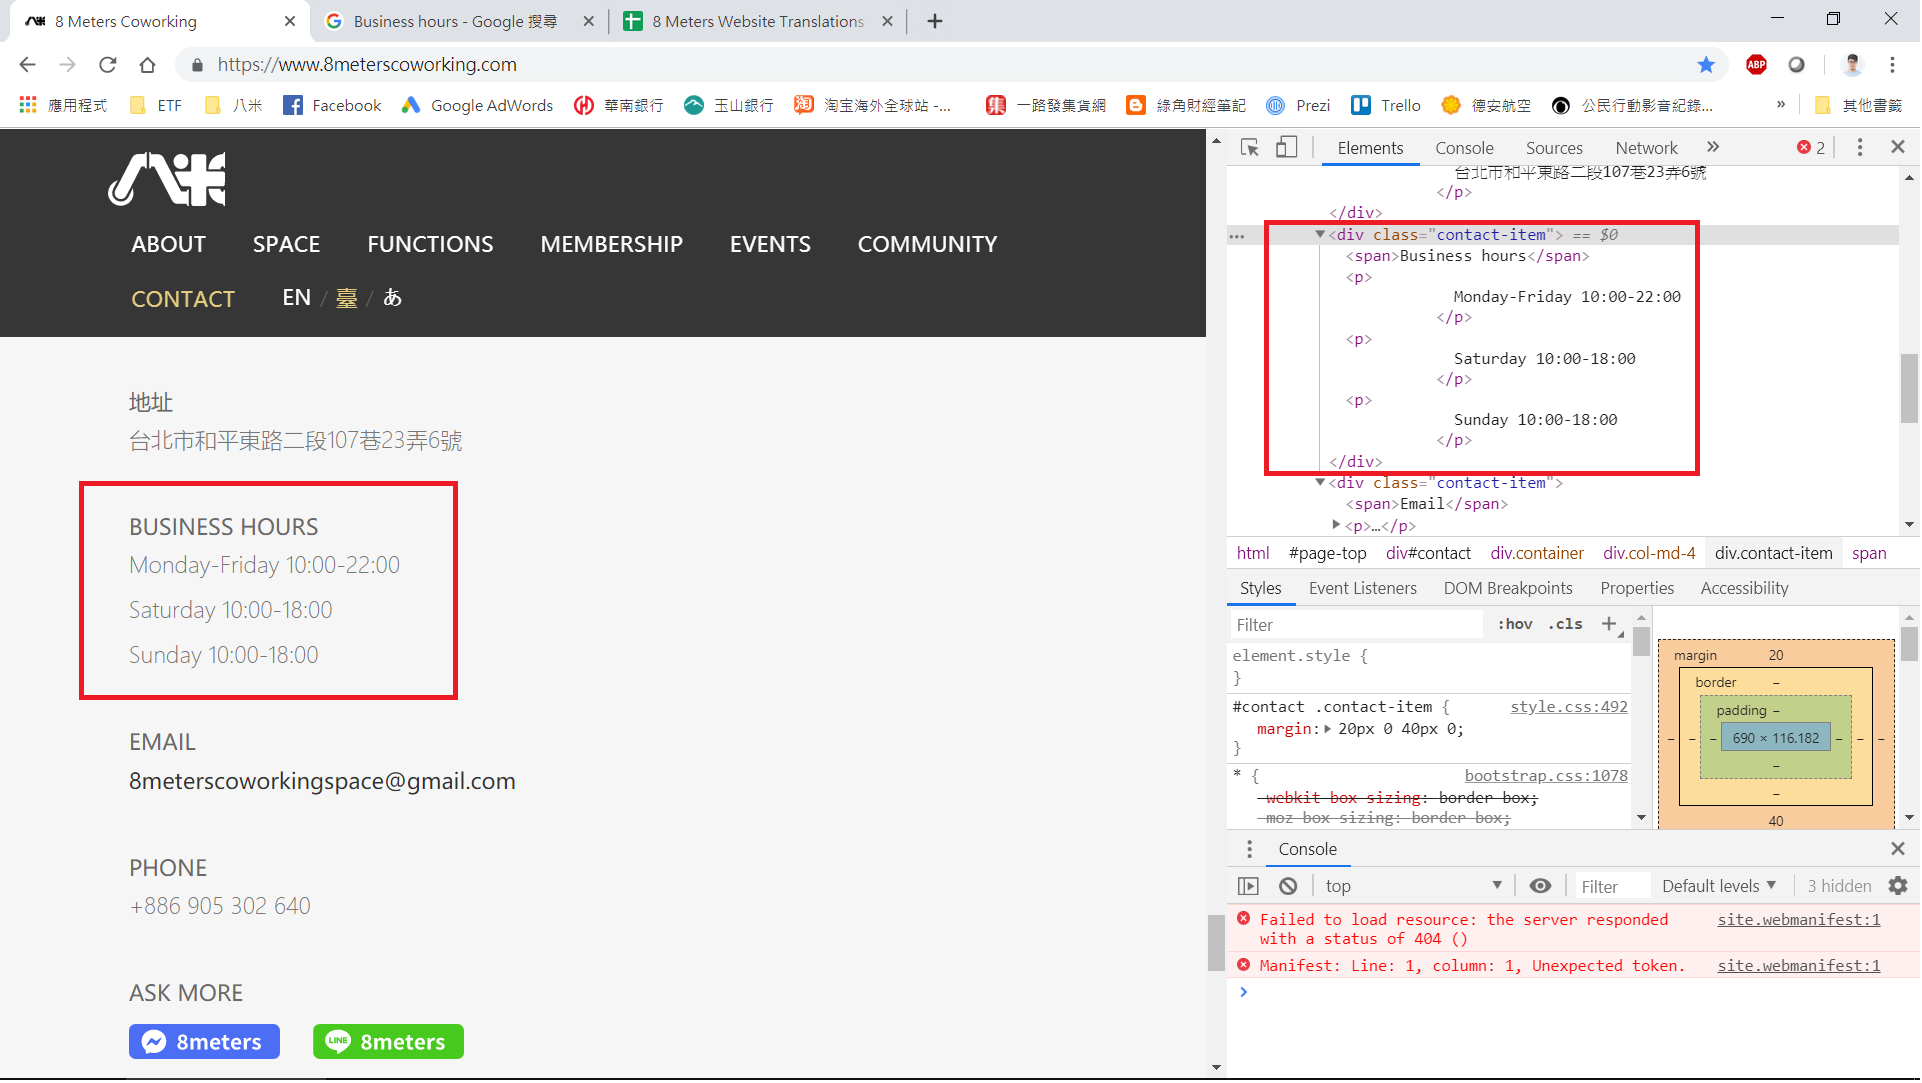 8 Meters Coworking
Business hours - Google 搜尋
8 Meters Website Translations
https://www.8meterscoworking.com
ABP
應用程式 ETF 八米 Facebook Google AdWords 華南銀行 玉山銀行 淘宝海外全球站 -... 一路發集貨網 綠角財經筆記 Prezi Trello 德安航空 公民行動影音紀錄... » 其他書籤
八米
ABOUT SPACE FUNCTIONS MEMBERSHIP EVENTS COMMUNITY
CONTACT EN / 臺 / あ
地址
台北市和平東路二段107巷23弄6號
BUSINESS HOURS
Monday-Friday 10:00-22:00
Saturday 10:00-18:00
Sunday 10:00-18:00
EMAIL
8meterscoworkingspace@gmail.com
PHONE
+886 905 302 640
ASK MORE
8meters
LINE 8meters
Elements Console Sources Network » 2
台北市和平東路二段107巷23弄6號
</p>
</div>
<div class="contact-item"> == $0
<span>Business hours</span>
<p>
Monday-Friday 10:00-22:00
</p>
<p>
Saturday 10:00-18:00
</p>
<p>
Sunday 10:00-18:00
</p>
</div>
<div class="contact-item">
<span>Email</span>
<p>…</p>
html #page-top div#contact div.container div.col-md-4 div.contact-item span
Styles Event Listeners DOM Breakpoints Properties Accessibility
Filter :hov .cls +
element.style {
}
#contact .contact-item { style.css:492
margin: 20px 0 40px 0;
}
* { bootstrap.css:1078
-webkit-box-sizing: border-box;
-moz-box-sizing: border-box;
margin 20
border –
padding –
– – – 690 × 116.182 – – –
–
–
40
Console
top Filter Default levels 3 hidden
Failed to load resource: the server responded with a status of 404 () site.webmanifest:1
Manifest: Line: 1, column: 1, Unexpected token. site.webmanifest:1